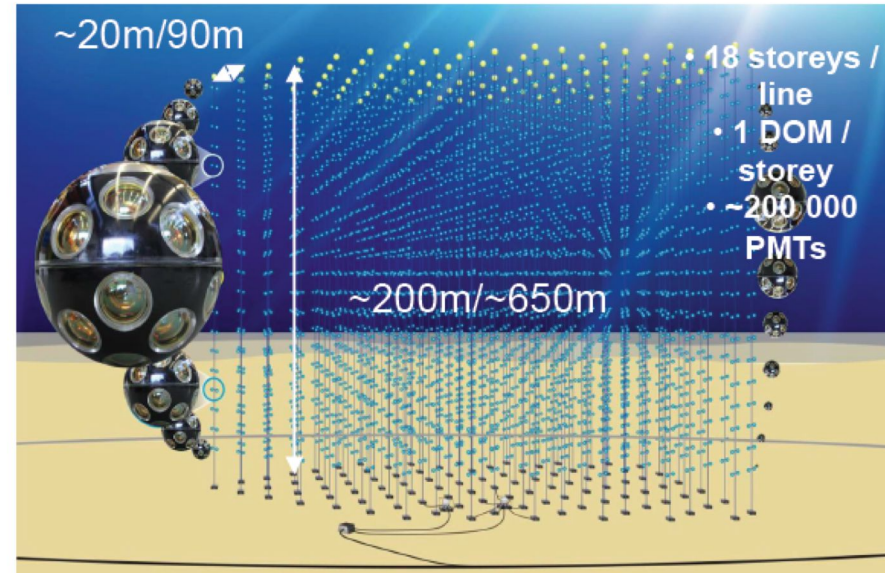 ~20m/90m
• 18 storeys /
line
• 1 DOM /
storey
• ~200 000
PMTs
~200m/~650m